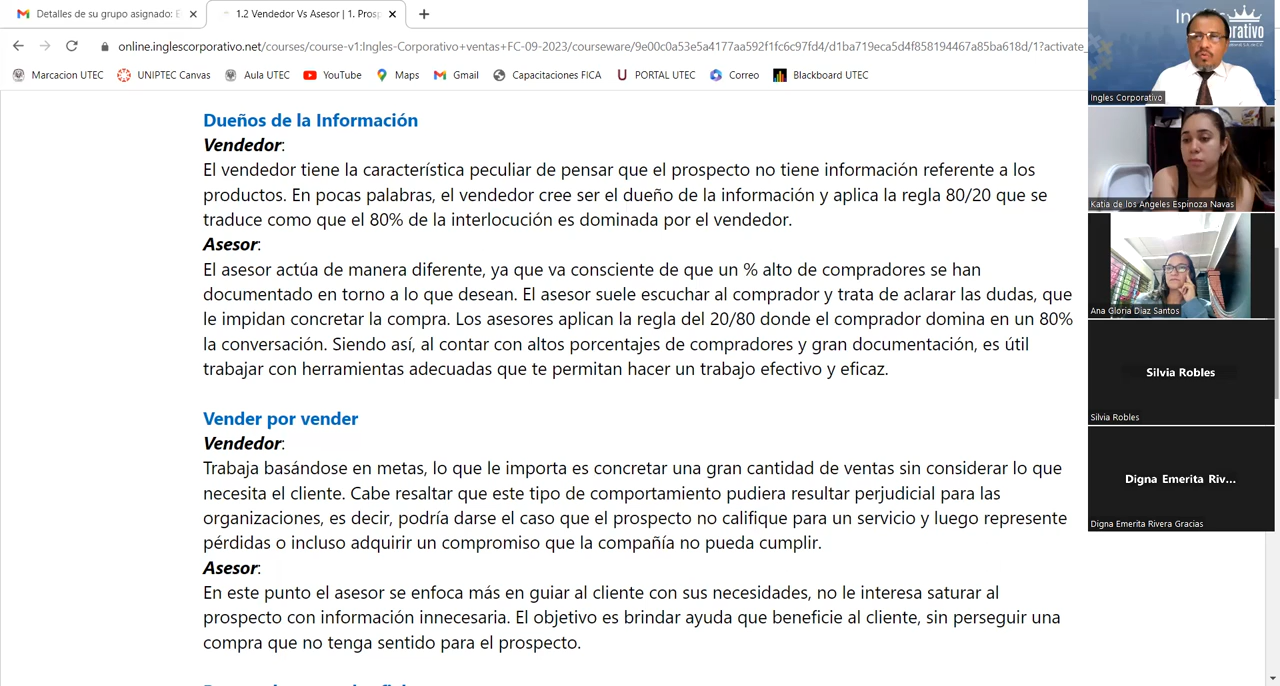 Detalles de su grupo asignado: E
1.2 Vendedor Vs Asesor | 1. Prosp
online.inglescorporativo.net/courses/course-v1:Ingles-Corporativo+ventas+FC-09-2023/courseware/9e00c0a53e5a4177aa592f1fc6c97fd4/d1ba719eca5d4f858194467a85ba618d/1?activate_
Marcacion UTEC
UNIPTEC Canvas
Aula UTEC
YouTube
Maps
Gmail
Capacitaciones FICA
PORTAL UTEC
Correo
Blackboard UTEC
Dueños de la Información
Vendedor:
El vendedor tiene la característica peculiar de pensar que el prospecto no tiene información referente a los
productos. En pocas palabras, el vendedor cree ser el dueño de la información y aplica la regla 80/20 que se
traduce como que el 80% de la interlocución es dominada por el vendedor.
Asesor:
El asesor actúa de manera diferente, ya que va consciente de que un % alto de compradores se han
documentado en torno a lo que desean. El asesor suele escuchar al comprador y trata de aclarar las dudas, que
le impidan concretar la compra. Los asesores aplican la regla del 20/80 donde el comprador domina en un 80%
la conversación. Siendo así, al contar con altos porcentajes de compradores y gran documentación, es útil
trabajar con herramientas adecuadas que te permitan hacer un trabajo efectivo y eficaz.
Vender por vender
Vendedor:
Trabaja basándose en metas, lo que le importa es concretar una gran cantidad de ventas sin considerar lo que
necesita el cliente. Cabe resaltar que este tipo de comportamiento pudiera resultar perjudicial para las
organizaciones, es decir, podría darse el caso que el prospecto no califique para un servicio y luego represente
pérdidas o incluso adquirir un compromiso que la compañía no pueda cumplir.
Asesor:
En este punto el asesor se enfoca más en guiar al cliente con sus necesidades, no le interesa saturar al
prospecto con información innecesaria. El objetivo es brindar ayuda que beneficie al cliente, sin perseguir una
compra que no tenga sentido para el prospecto.
Ingles Corporativo
Katia de los Angeles Espinoza Navas
Ana Gloria Diaz Santos
Silvia Robles
Silvia Robles
Digna Emerita Riv...
Digna Emerita Rivera Gracias